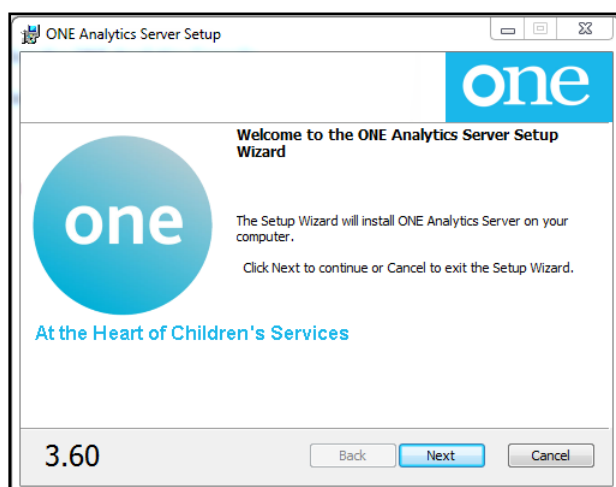 ONE Analytics Server Setup
one
Welcome to the ONE Analytics Server Setup
Wizard
one
The Setup Wizard will install ONE Analytics Server on your
computer.
Click Next to continue or Cancel to exit the Setup Wizard.
At the Heart of Children's Services
3.60
Back
Next
Cancel